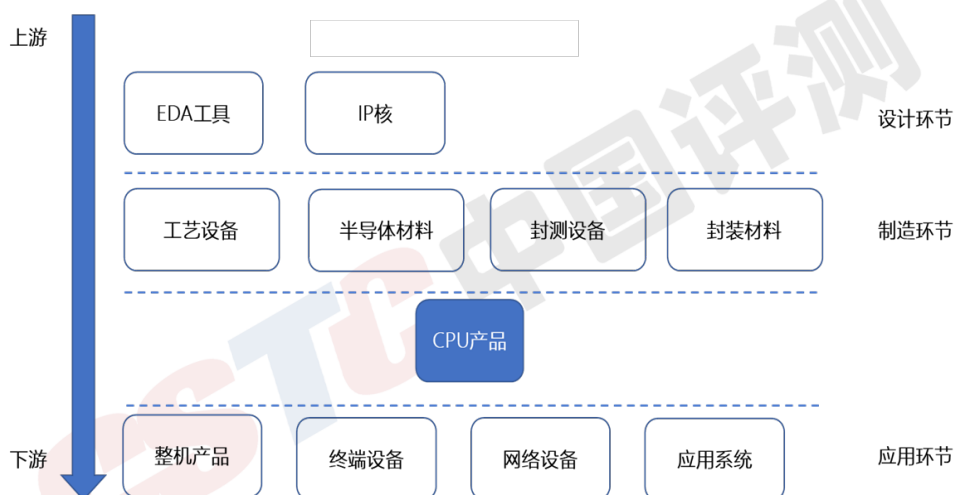 上游
EDA工具
IP核
设计环节
工艺设备
半导体材料
封测设备
封装材料
制造环节
CPU产品
下游
整机产品
终端设备
网络设备
应用系统
应用环节
CSTC中国评测